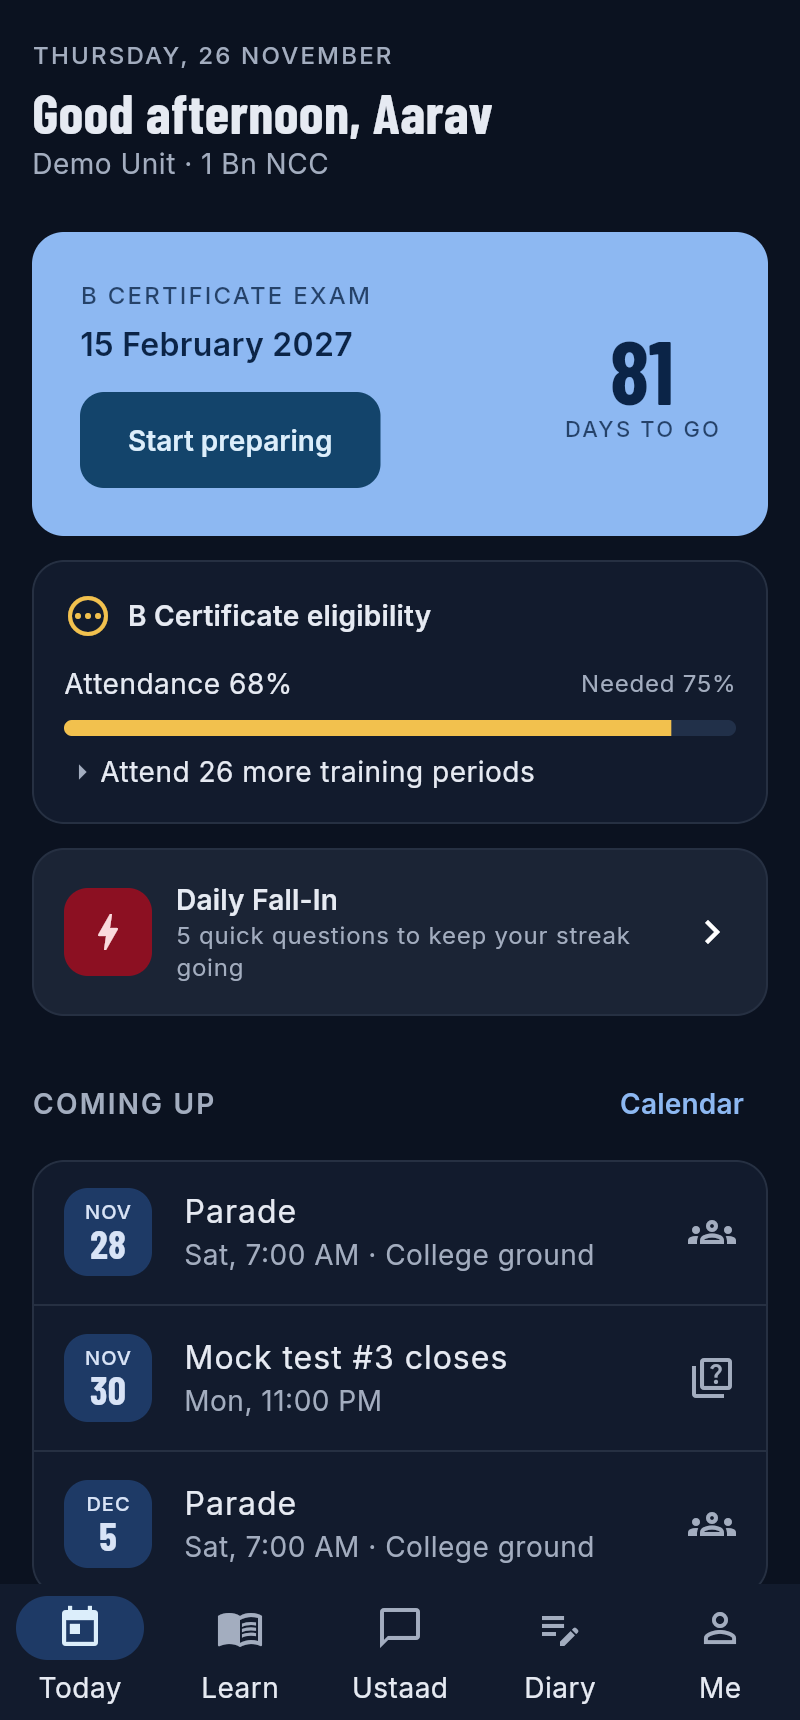 THURSDAY, 26 NOVEMBER
Good afternoon, Aarav
Demo Unit · 1 Bn NCC
B CERTIFICATE EXAM
15 February 2027
Start preparing
81
DAYS TO GO
B Certificate eligibility
Attendance 68%
Needed 75%
Attend 26 more training periods
Daily Fall-In
5 quick questions to keep your streak
going
COMING UP
Calendar
NOV
28
Parade
Sat, 7:00 AM · College ground
NOV
30
Mock test #3 closes
Mon, 11:00 PM
?
DEC
5
Parade
Sat, 7:00 AM · College ground
Today
Learn
Ustaad
Diary
Me